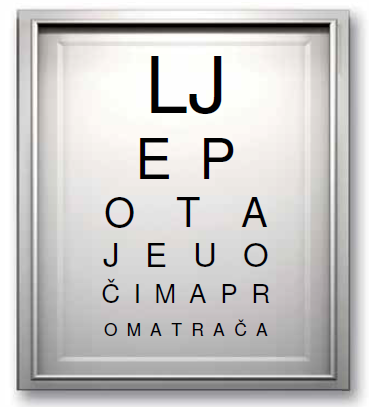 LJ
E P
O T A
J E U O
Č I M A P R
O M A T R A Č A